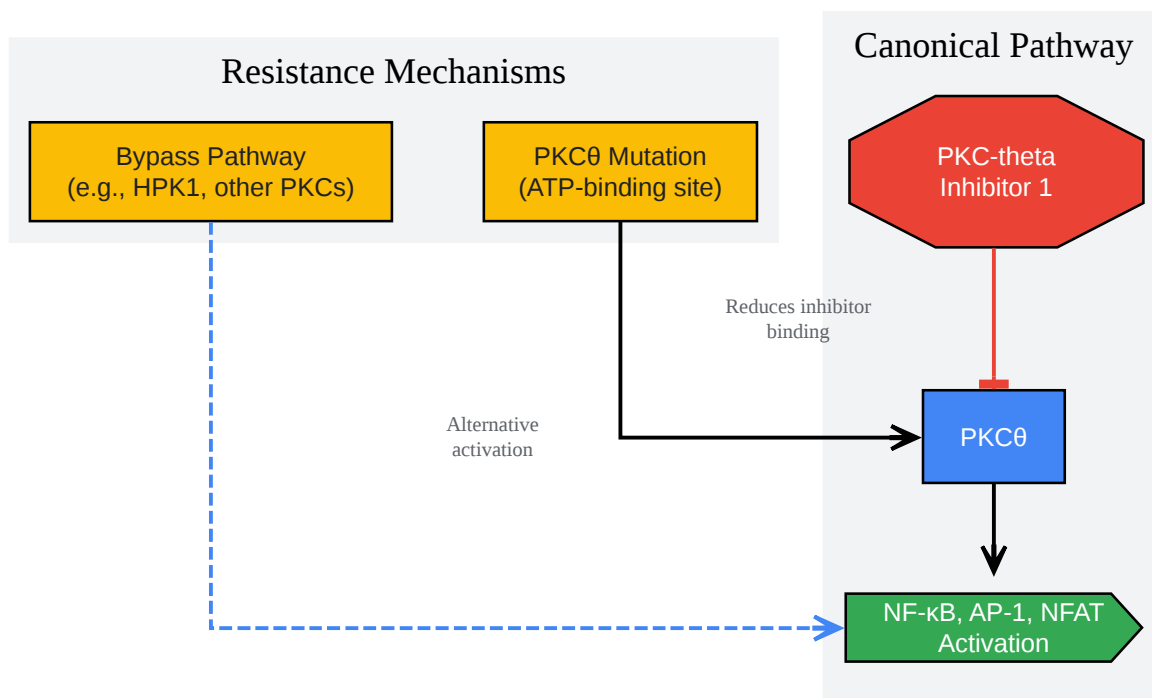 Resistance Mechanisms
Bypass Pathway
(e.g., HPK1, other PKCs)
PKCθ Mutation
(ATP-binding site)
Canonical Pathway
PKC-theta
Inhibitor 1
Reduces inhibitor
binding
Alternative
activation
PKCθ
NF-κB, AP-1, NFAT
Activation